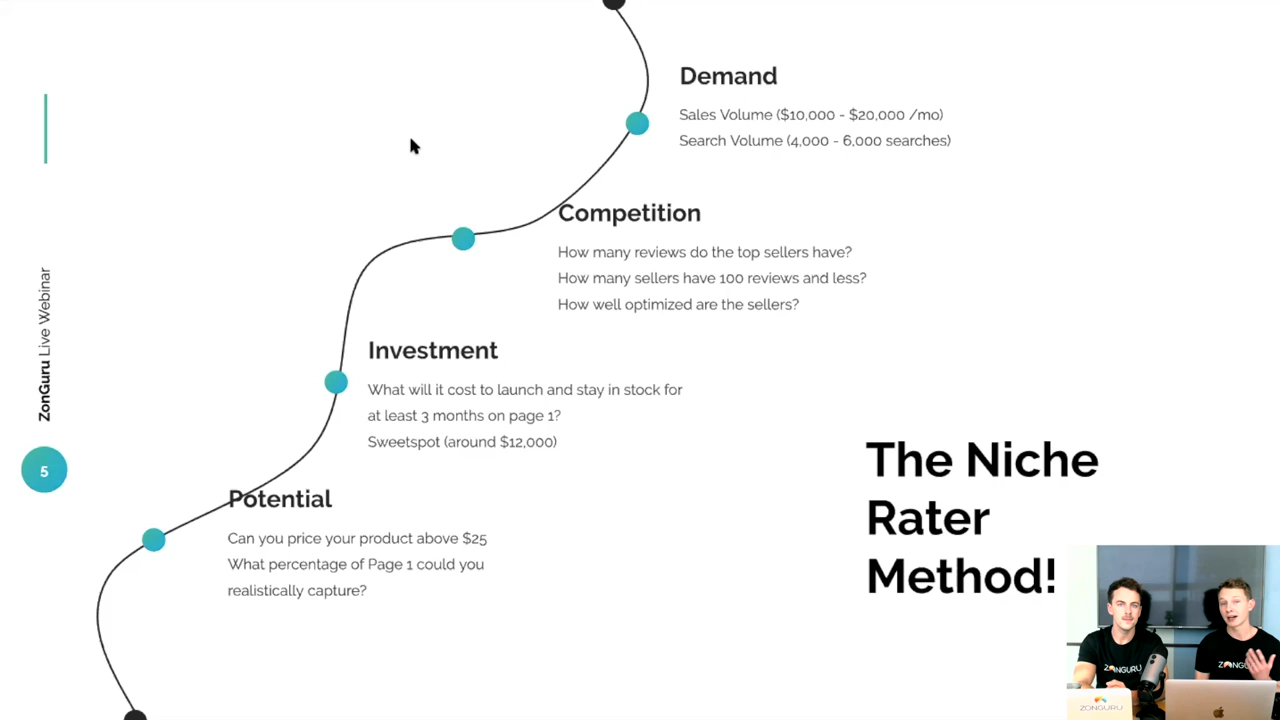 Demand
Sales Volume ($10,000 - $20,000 /mo)
Search Volume (4,000 - 6,000 searches)
Competition
How many reviews do the top sellers have?
How many sellers have 100 reviews and less?
How well optimized are the sellers?
ZonGuru Live Webinar
Investment
What will it cost to launch and stay in stock for
at least 3 months on page 1?
Sweetspot (around $12,000)
5
Potential
Can you price your product above $25
What percentage of Page 1 could you
realistically capture?
The Niche
Rater
Method!
ZONGURU
ZONGU
ZONGURU